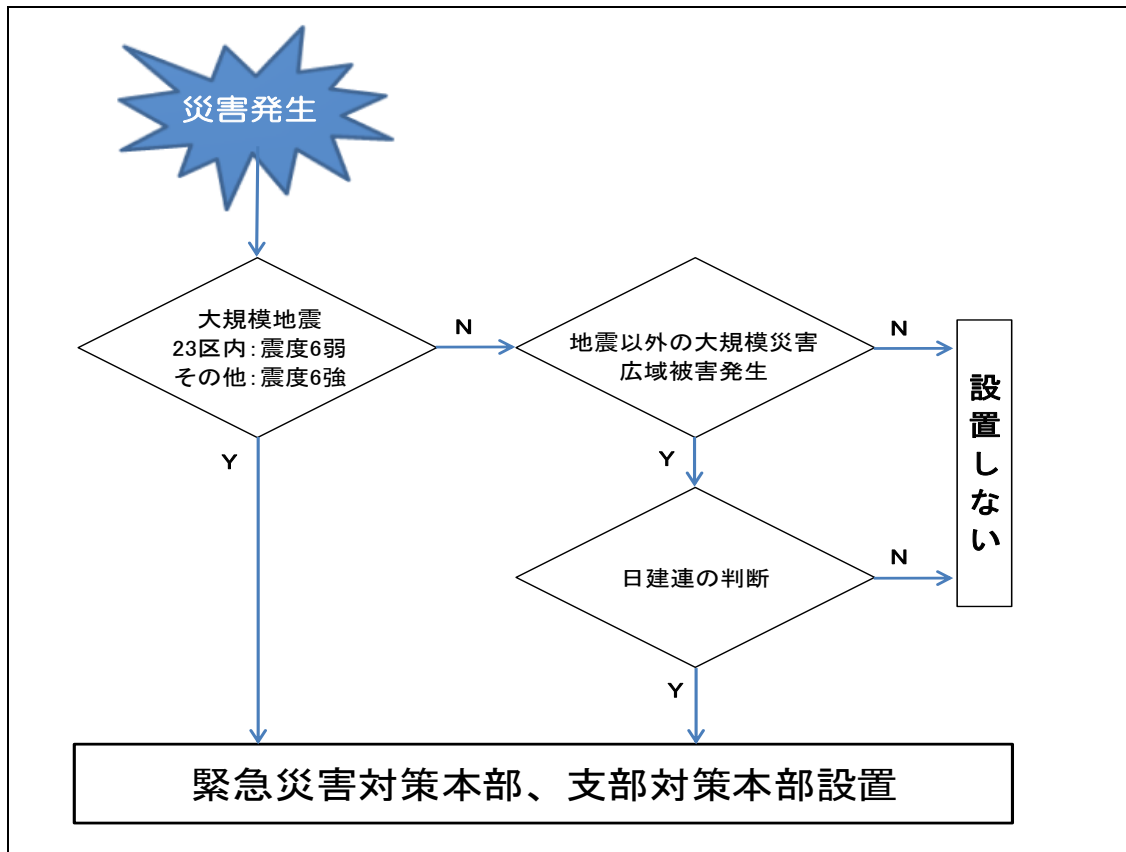 災害発生
大規模地震
23区内:震度6弱
その他:震度6強
N
地震以外の大規模災害
広域被害発生
N
設置しない
Y
Y
日建連の判断
N
Y
緊急災害対策本部、支部対策本部設置